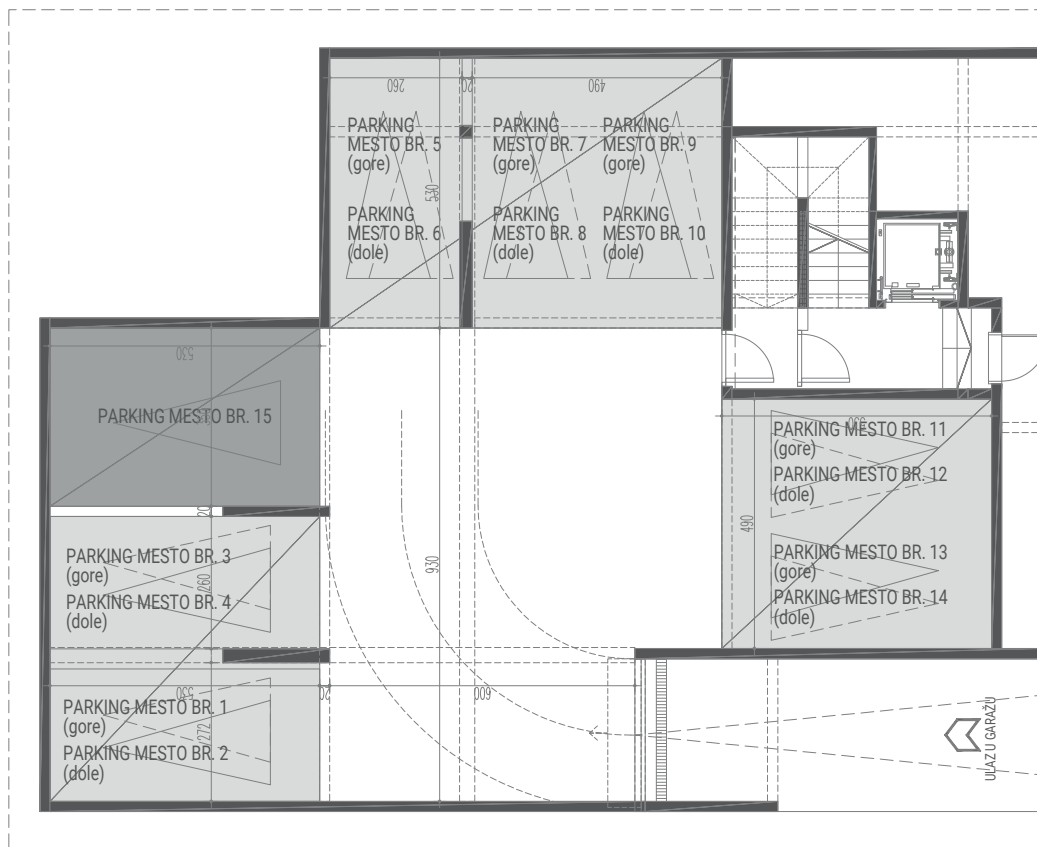 260
20
490
PARKING
MESTO BR. 5
(gore)
PARKING
MESTO BR. 7
(gore)
PARKING
MESTO BR. 9
(gore)
530
PARKING
MESTO BR. 6
(dole)
PARKING
MESTO BR. 8
(dole)
PARKING
MESTO BR. 10
(dole)
530
PARKING MESTO BR. 15
530
PARKING MESTO BR. 11
(gore)
PARKING MESTO BR. 12
(dole)
490
PARKING MESTO BR. 13
(gore)
PARKING MESTO BR. 14
(dole)
20
PARKING MESTO BR. 3
(gore)
260
PARKING MESTO BR. 4
(dole)
930
530
20
600
PARKING MESTO BR. 1
(gore)
272
PARKING MESTO BR. 2
(dole)
ULAZ U GARAŽU